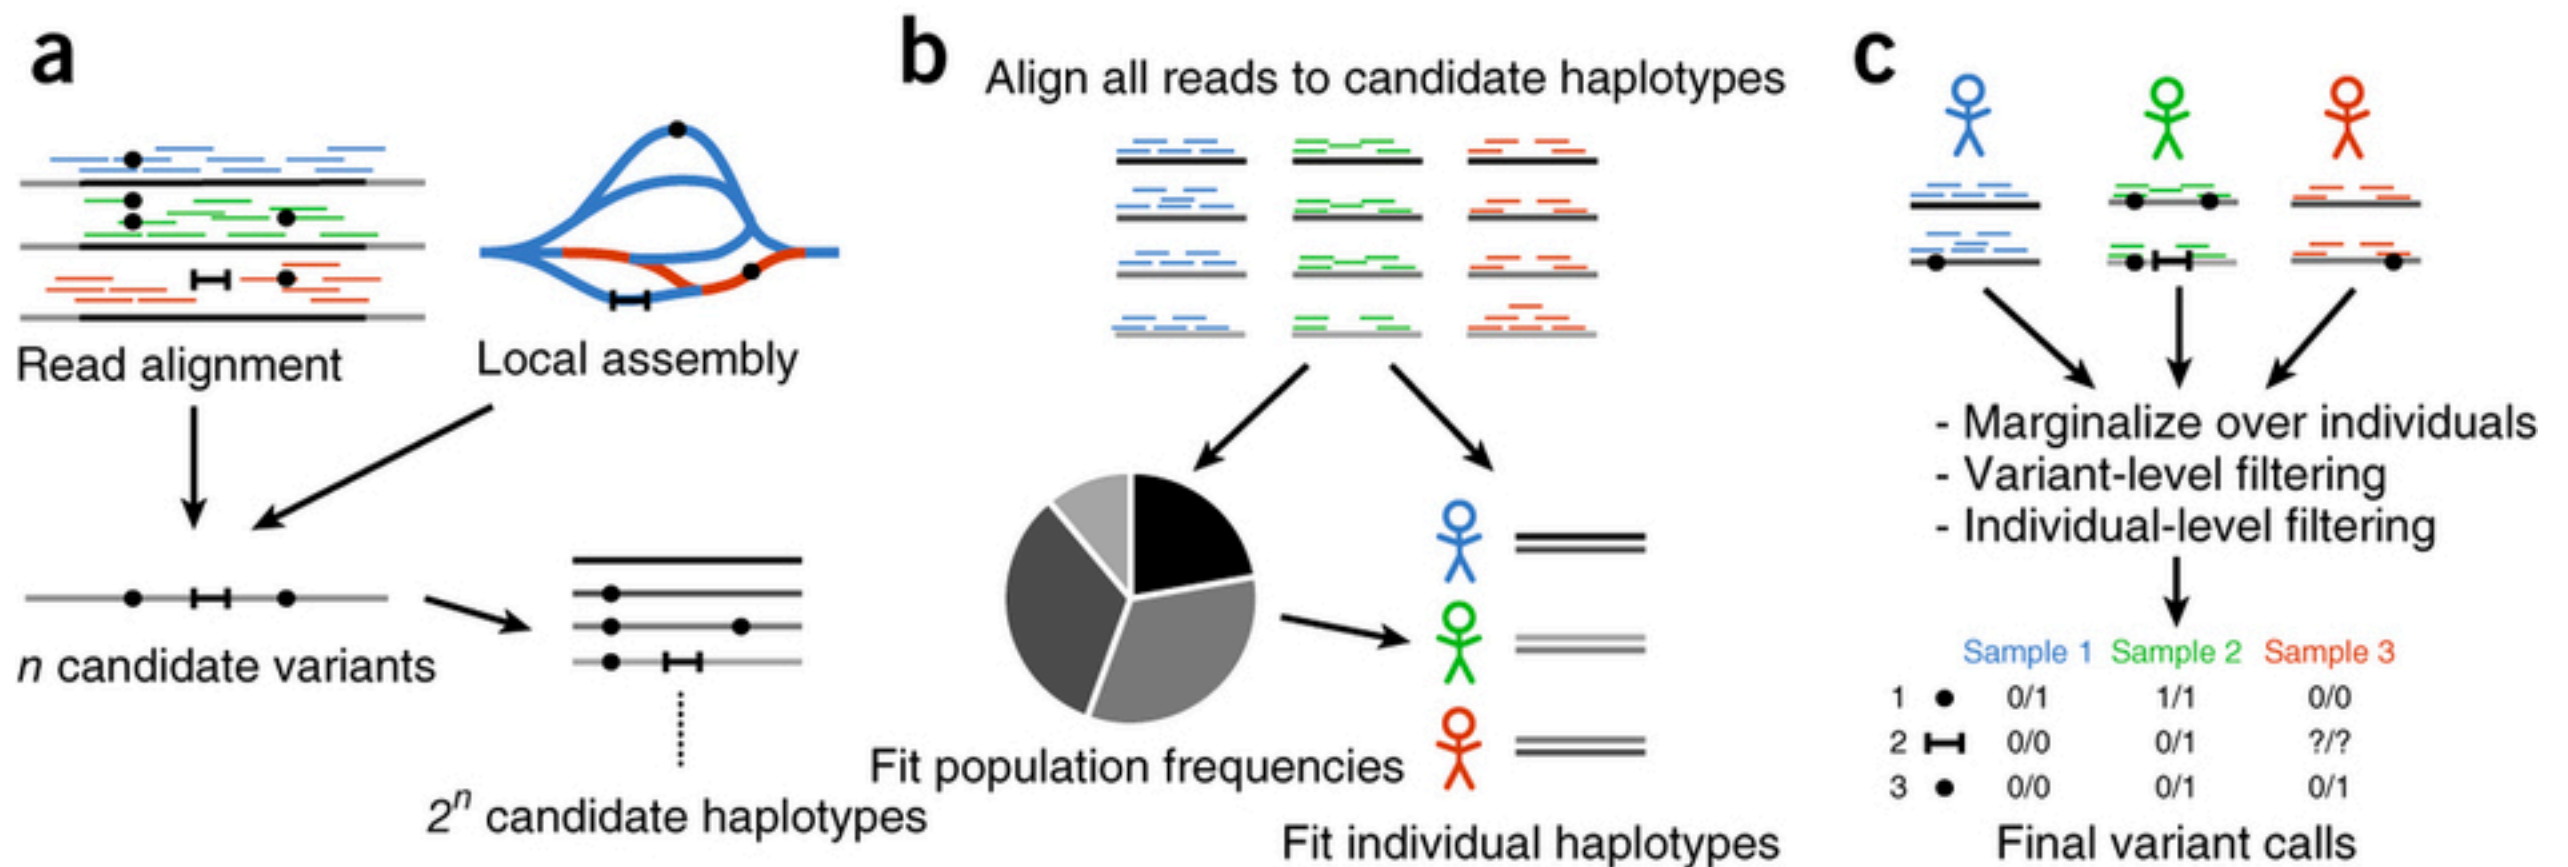 a
Read alignment
Local assembly
n candidate variants
2ⁿ candidate haplotypes
b
Align all reads to candidate haplotypes
Fit population frequencies
Fit individual haplotypes
c
- Marginalize over individuals
- Variant-level filtering
- Individual-level filtering
Sample 1 Sample 2 Sample 3
1 0/1 1/1 0/0
2 0/0 0/1 ?/?
3 0/0 0/1 0/1
Final variant calls